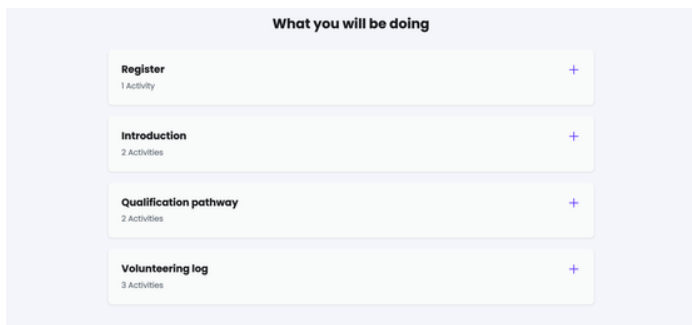 What you will be doing
Register
1 Activity
Introduction
2 Activities
Qualification pathway
2 Activities
Volunteering log
3 Activities